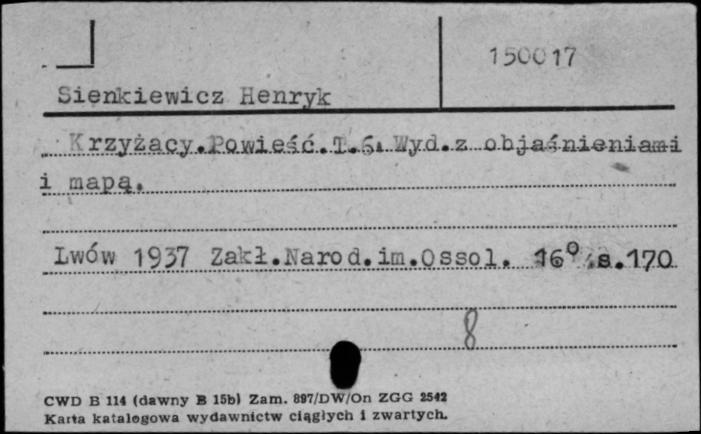 150017
Sienkiewicz Henryk
Krzyżacy.Powieść.T.6. Wyd.z objaśnieniami
i mapą.
Lwów 1937 Zakł.Narod.im.Ossol. 16° s.170
8
CWD B 114 (dawny B 15b) Zam. 897/DW/On ZGG 2542
Karta katalogowa wydawnictw ciągłych i zwartych.